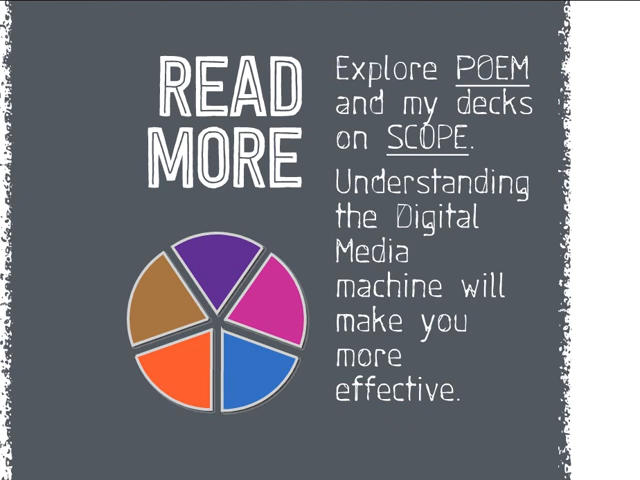 READ
MORE
Explore POEM
and my decks
on SCOPE.
Understanding
the Digital
Media
machine will
make you
more
effective.